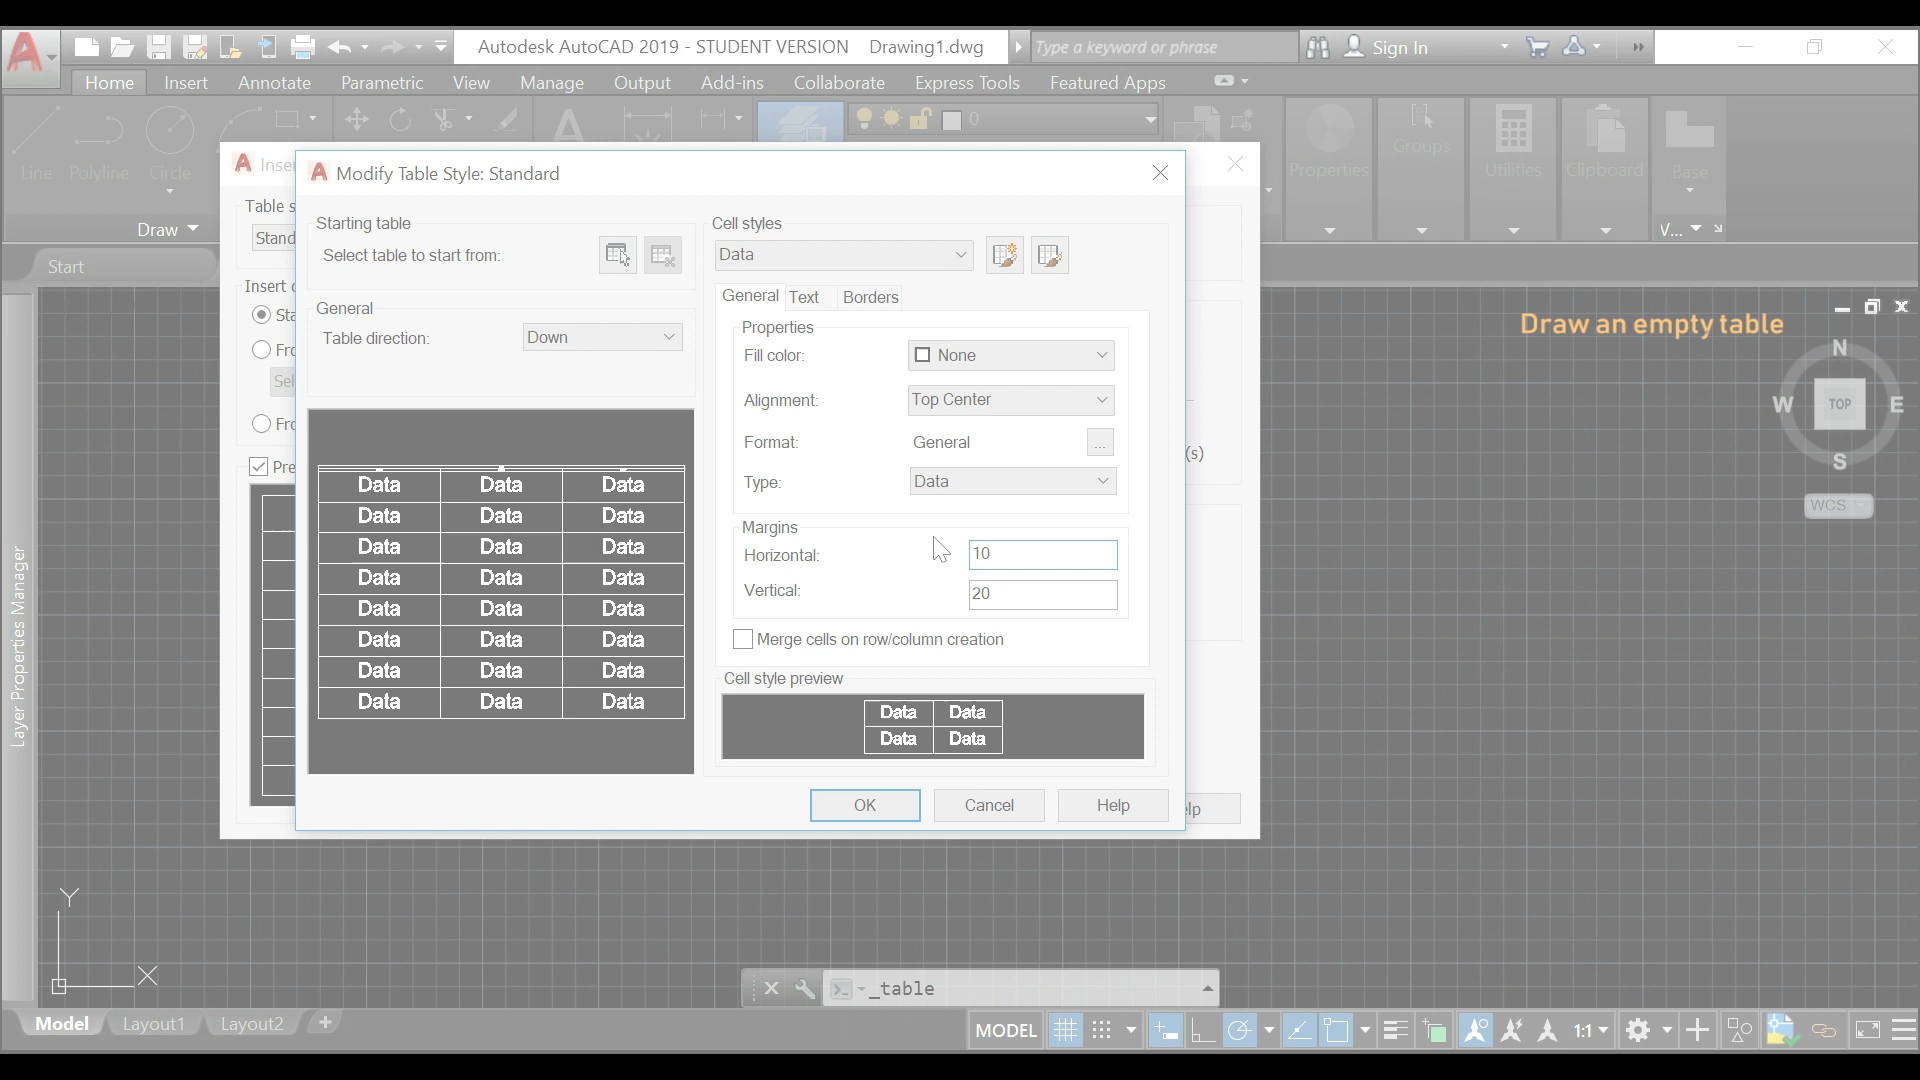 Autodesk AutoCAD 2019 - STUDENT VERSION Drawing1.dwg
Type a keyword or phrase
Sign In
Home Insert Annotate Parametric View Manage Output Add-ins Collaborate Express Tools Featured Apps
0
Line Polyline Circle
Properties Groups Utilities Clipboard Base
Draw
V...
Start
Draw an empty table
N
W TOP E
S
WCS
Layer Properties Manager
Modify Table Style: Standard
Starting table
Select table to start from:
General
Table direction: Down
Data Data Data
Data Data Data
Data Data Data
Data Data Data
Data Data Data
Data Data Data
Data Data Data
Data Data Data
Cell styles
Data
General Text Borders
Properties
Fill color: None
Alignment: Top Center
Format: General ...
Type: Data
Margins
Horizontal: 10
Vertical: 20
Merge cells on row/column creation
Cell style preview
Data Data
Data Data
OK Cancel Help
(s)
Y
X
_table
Model Layout1 Layout2 +
MODEL 1:1